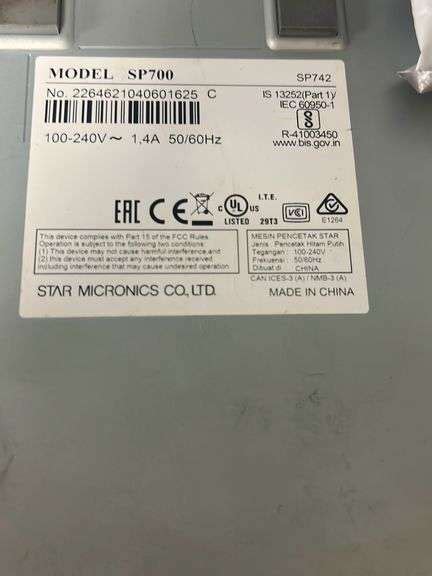 MODEL SP700
SP742
No. 2264621040601625 C
IS 13252(Part 1)/
IEC 60950-1
R-41003450
www.bis.gov.in
100-240V～ 1,4A 50/60Hz
EAC CE c UL US
LISTED
I.T.E.
29T3
VCI
E1264
This device complies with Part 15 of the FCC Rules.
Operation is subject to the following two conditions:
(1) This device may not cause harmful interference,and
(2) this device must accept any interference received,
including interference that may cause undesired operation
MESIN PENCETAK STAR
Jenis : Pencetak Hitam Putih
Tegangan : 100-240V
Frekuensi : 50/60Hz
Dibuat di : CHINA
CAN ICES-3 (A) / NMB-3 (A)
STAR MICRONICS CO.,LTD.
MADE IN CHINA